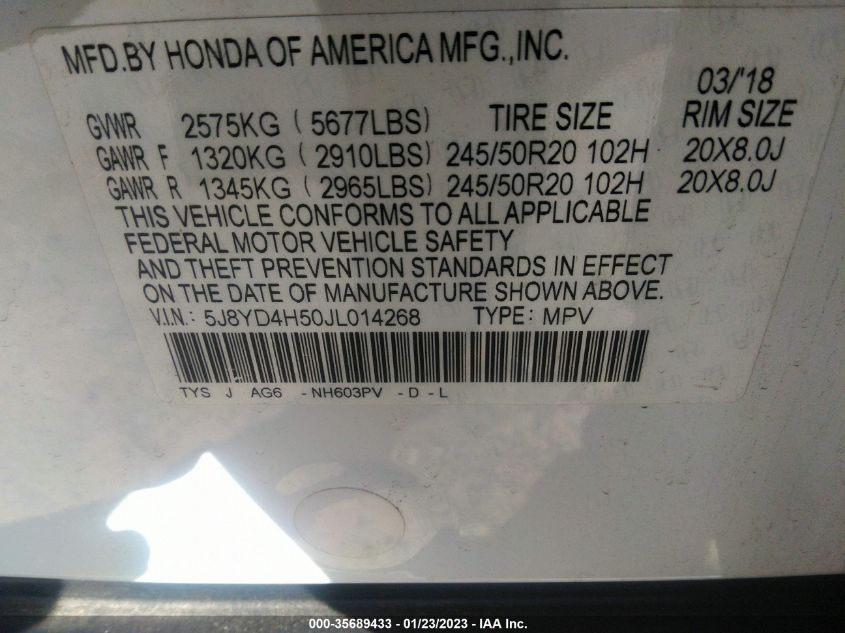 MFD.BY HONDA OF AMERICA MFG.,INC.
03/'18
GVWR 2575KG ( 5677LBS) TIRE SIZE RIM SIZE
GAWR F 1320KG ( 2910LBS) 245/50R20 102H 20X8.0J
GAWR R 1345KG ( 2965LBS) 245/50R20 102H 20X8.0J
THIS VEHICLE CONFORMS TO ALL APPLICABLE
FEDERAL MOTOR VEHICLE SAFETY
AND THEFT PREVENTION STANDARDS IN EFFECT
ON THE DATE OF MANUFACTURE SHOWN ABOVE.
V.I.N.: 5J8YD4H50JL014268 TYPE: MPV
TYS J AG6 -NH603PV -D -L
000-35689433 - 01/23/2023 - IAA Inc.